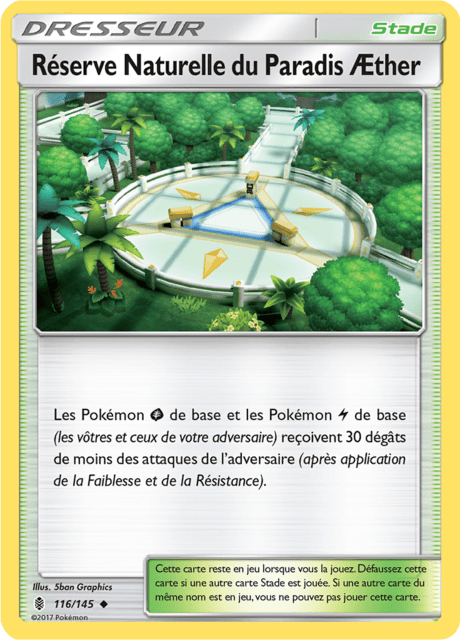 DRESSEUR
Stade
Réserve Naturelle du Paradis Æther
Les Pokémon de base et les Pokémon de base
(les vôtres et ceux de votre adversaire) reçoivent 30 dégâts
de moins des attaques de l'adversaire (après application
de la Faiblesse et de la Résistance).
Cette carte reste en jeu lorsque vous la jouez. Défaussez cette
carte si une autre carte Stade est jouée. Si une autre carte du
même nom est en jeu, vous ne pouvez pas jouer cette carte.
Illus. 5ban Graphics
116/145
©2017 Pokémon